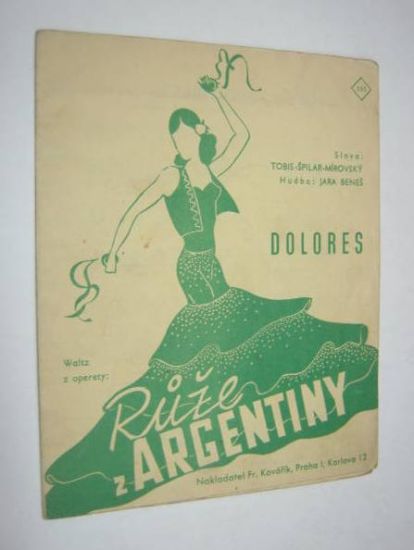 Slova:
TOBIS-ŠPILAR-MÍROVSKÝ
Hudba: JARA BENEŠ
DOLORES
Waltz
z operety:
Růže
z ARGENTINY
Nakladatel Fr. Kovářík, Praha I, Karlova 12